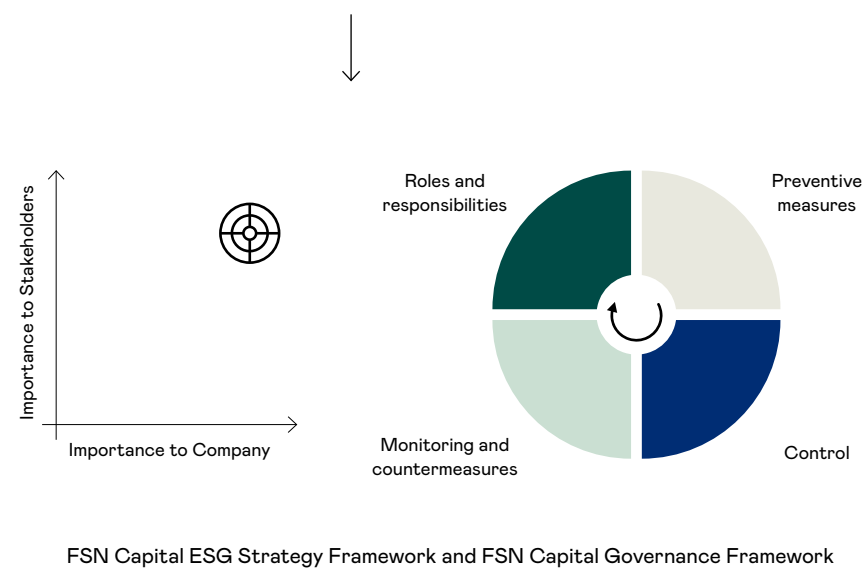 Importance to Stakeholders
Importance to Company
Roles and
responsibilities
Preventive
measures
Monitoring and
countermeasures
Control
FSN Capital ESG Strategy Framework and FSN Capital Governance Framework